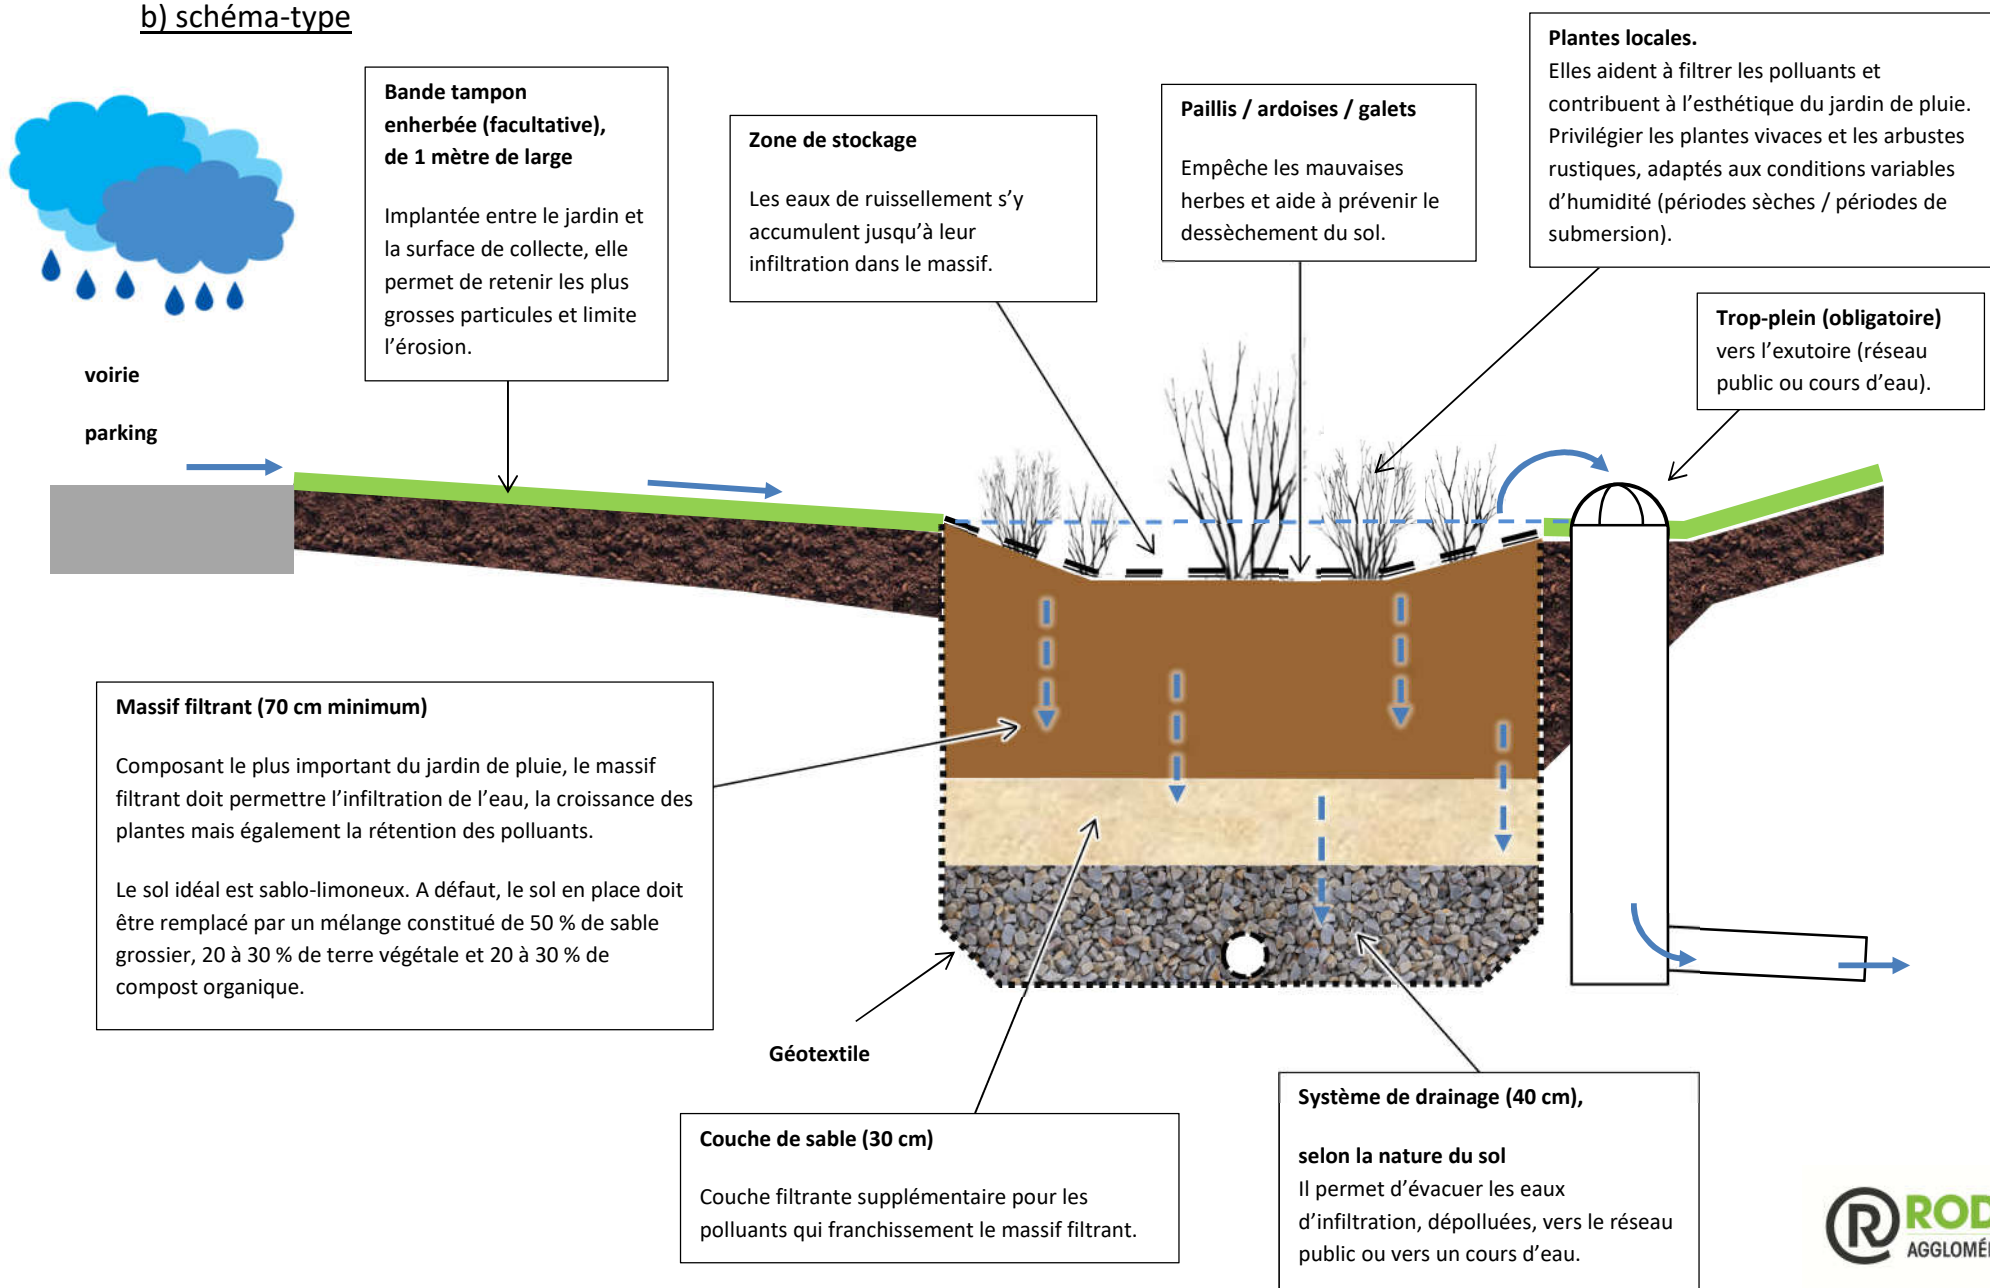 b) schéma-type
Bande tampon
enherbée (facultative),
de 1 mètre de large
Implantée entre le jardin et
la surface de collecte, elle
permet de retenir les plus
grosses particules et limite
l’érosion.
Zone de stockage
Les eaux de ruissellement s’y
accumulent jusqu’à leur
infiltration dans le massif.
Paillis / ardoises / galets
Empêche les mauvaises
herbes et aide à prévenir le
dessèchement du sol.
Plantes locales.
Elles aident à filtrer les polluants et
contribuent à l’esthétique du jardin de pluie.
Privilégier les plantes vivaces et les arbustes
rustiques, adaptés aux conditions variables
d’humidité (périodes sèches / périodes de
submersion).
Trop-plein (obligatoire)
vers l’exutoire (réseau
public ou cours d’eau).
voirie
parking
Massif filtrant (70 cm minimum)
Composant le plus important du jardin de pluie, le massif
filtrant doit permettre l’infiltration de l’eau, la croissance des
plantes mais également la rétention des polluants.
Le sol idéal est sablo-limoneux. A défaut, le sol en place doit
être remplacé par un mélange constitué de 50 % de sable
grossier, 20 à 30 % de terre végétale et 20 à 30 % de
compost organique.
Géotextile
Couche de sable (30 cm)
Couche filtrante supplémentaire pour les
polluants qui franchissement le massif filtrant.
Système de drainage (40 cm),
selon la nature du sol
Il permet d’évacuer les eaux
d’infiltration, dépolluées, vers le réseau
public ou vers un cours d’eau.
R ROD
AGGLOMÉ